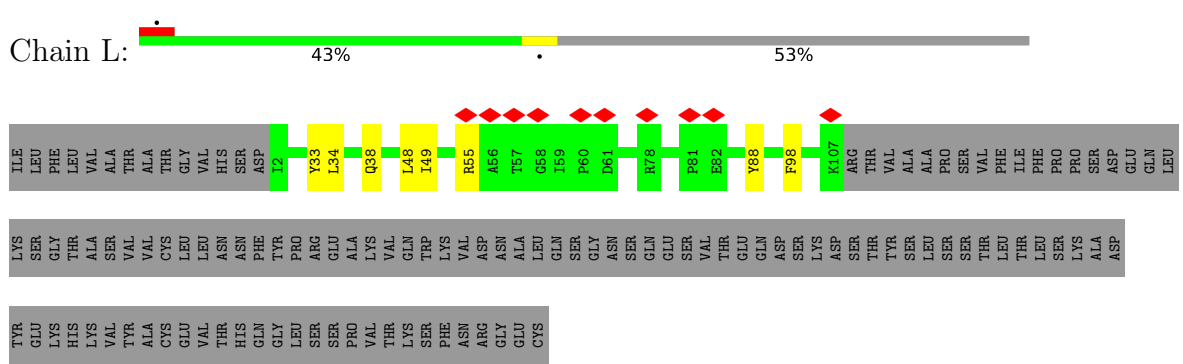 Chain L:
43%
53%
ILE LEU PHE LEU VAL ALA THR ALA THR GLY VAL HIS SER ASP I2 Y33 L34 Q38 L48 I49 R55 A56 T57 G58 I59 P60 D61 R78 P81 E82 Y88 F98 K107 ARG THR VAL ALA ALA PRO SER VAL PHE ILE PHE PRO PRO SER ASP GLU GLN LEU
LYS SER GLY THR ALA SER VAL VAL CYS LEU LEU ASN ASN PHE TYR PRO ARG GLU ALA LYS VAL GLN TRP LYS VAL ASP ASN ALA LEU GLN SER GLY ASN SER GLN GLU SER VAL THR GLU GLN ASP SER LYS ASP SER THR TYR SER LEU SER SER THR LEU THR LEU SER LYS ALA ASP
TYR GLU LYS HIS LYS VAL TYR ALA CYS GLU VAL THR HIS GLN GLY LEU SER SER PRO VAL THR LYS SER PHE ASN ARG GLY GLU CYS